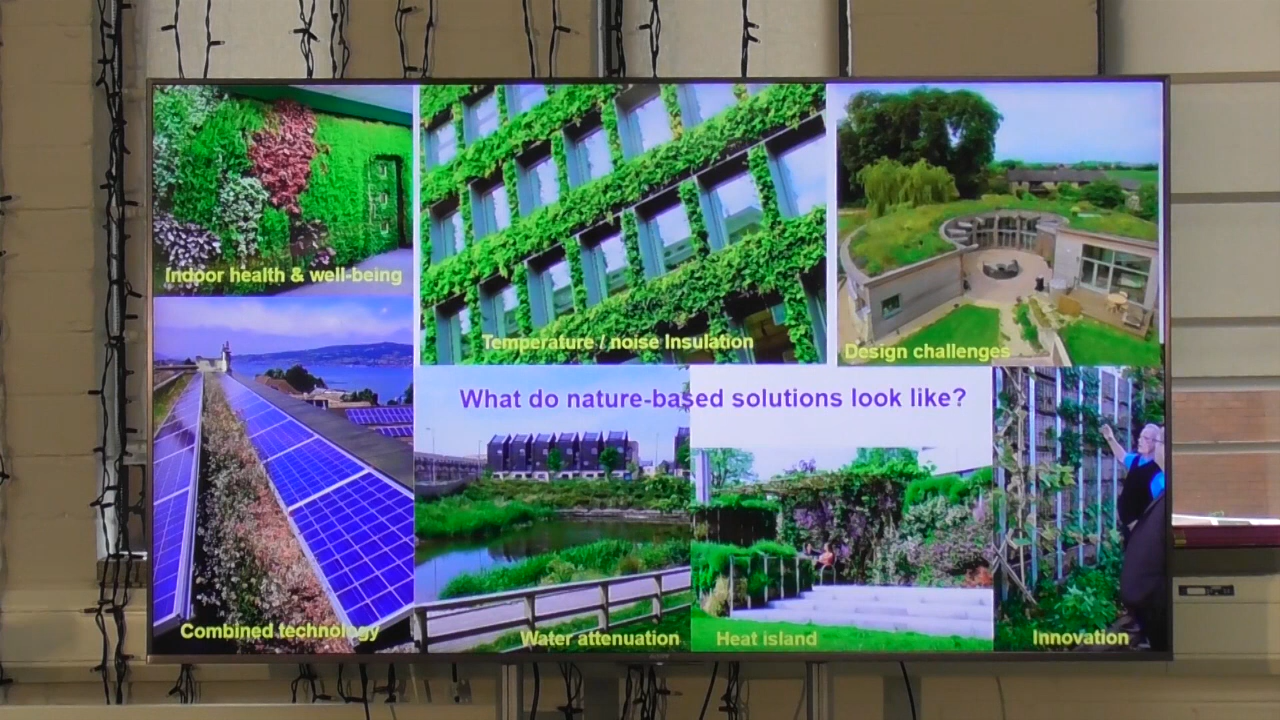 Indoor health & well-being
Temperature / noise Insulation
Design challenges
What do nature-based solutions look like?
Combined technology
Water attenuation
Heat island
Innovation